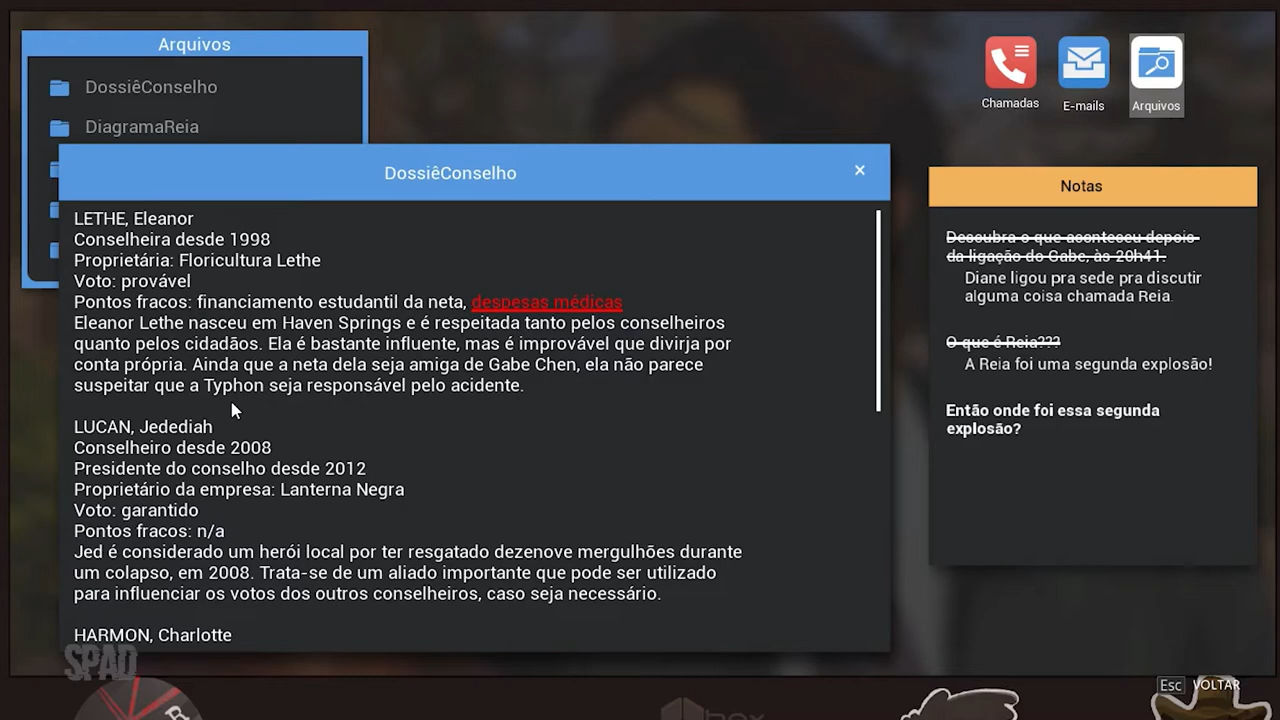 Arquivos
DossiêConselho
DiagramaReia
Chamadas
E-mails
Arquivos
DossiêConselho
×
LETHE, Eleanor
Conselheira desde 1998
Proprietária: Floricultura Lethe
Voto: provável
Pontos fracos: financiamento estudantil da neta, despesas médicas
Eleanor Lethe nasceu em Haven Springs e é respeitada tanto pelos conselheiros
quanto pelos cidadãos. Ela é bastante influente, mas é improvável que divirja por
conta própria. Ainda que a neta dela seja amiga de Gabe Chen, ela não parece
suspeitar que a Typhon seja responsável pelo acidente.
LUCAN, Jedediah
Conselheiro desde 2008
Presidente do conselho desde 2012
Proprietário da empresa: Lanterna Negra
Voto: garantido
Pontos fracos: n/a
Jed é considerado um herói local por ter resgatado dezenove mergulhões durante
um colapso, em 2008. Trata-se de um aliado importante que pode ser utilizado
para influenciar os votos dos outros conselheiros, caso seja necessário.
HARMON, Charlotte
Notas
Descubra o que aconteceu depois
da ligação do Gabe, às 20h41.
Diane ligou pra sede pra discutir
alguma coisa chamada Reia.
O que é Reia???
A Reia foi uma segunda explosão!
Então onde foi essa segunda
explosão?
SPAD
Esc VOLTAR